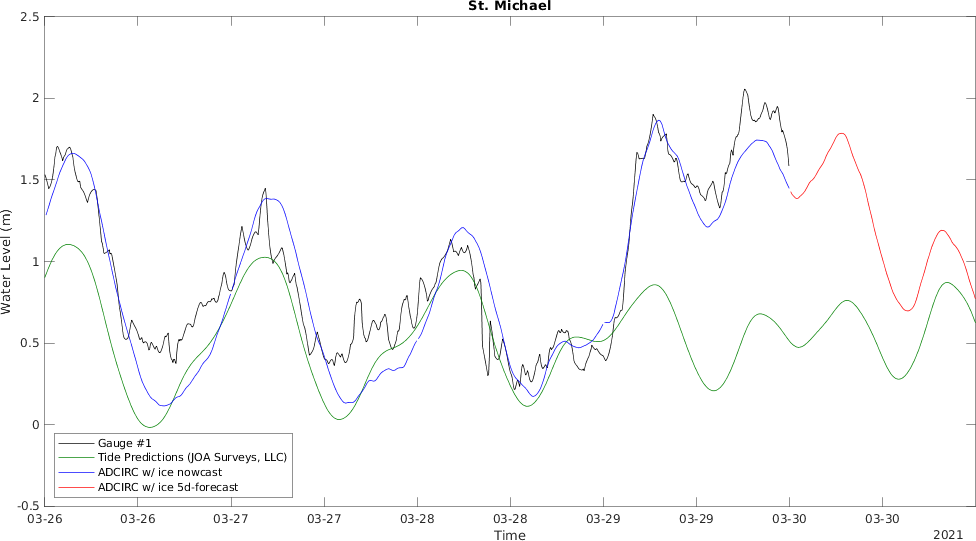 St. Michael
2.5
2
1.5
1
0.5
0
-0.5
Water Level (m)
Gauge #1
Tide Predictions (JOA Surveys, LLC)
ADCIRC w/ ice nowcast
ADCIRC w/ ice 5d-forecast
03-26 03-26 03-27 03-27 03-28 03-28 03-29 03-29 03-30 03-30
Time
2021